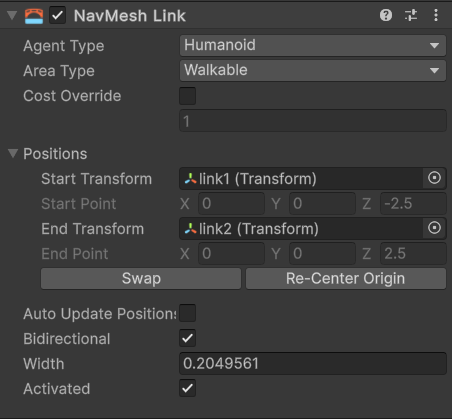 NavMesh Link
Agent Type Humanoid
Area Type Walkable
Cost Override
1
Positions
Start Transform link1 (Transform)
Start Point X 0 Y 0 Z -2.5
End Transform link2 (Transform)
End Point X 0 Y 0 Z 2.5
Swap Re-Center Origin
Auto Update Positions
Bidirectional
Width 0.2049561
Activated